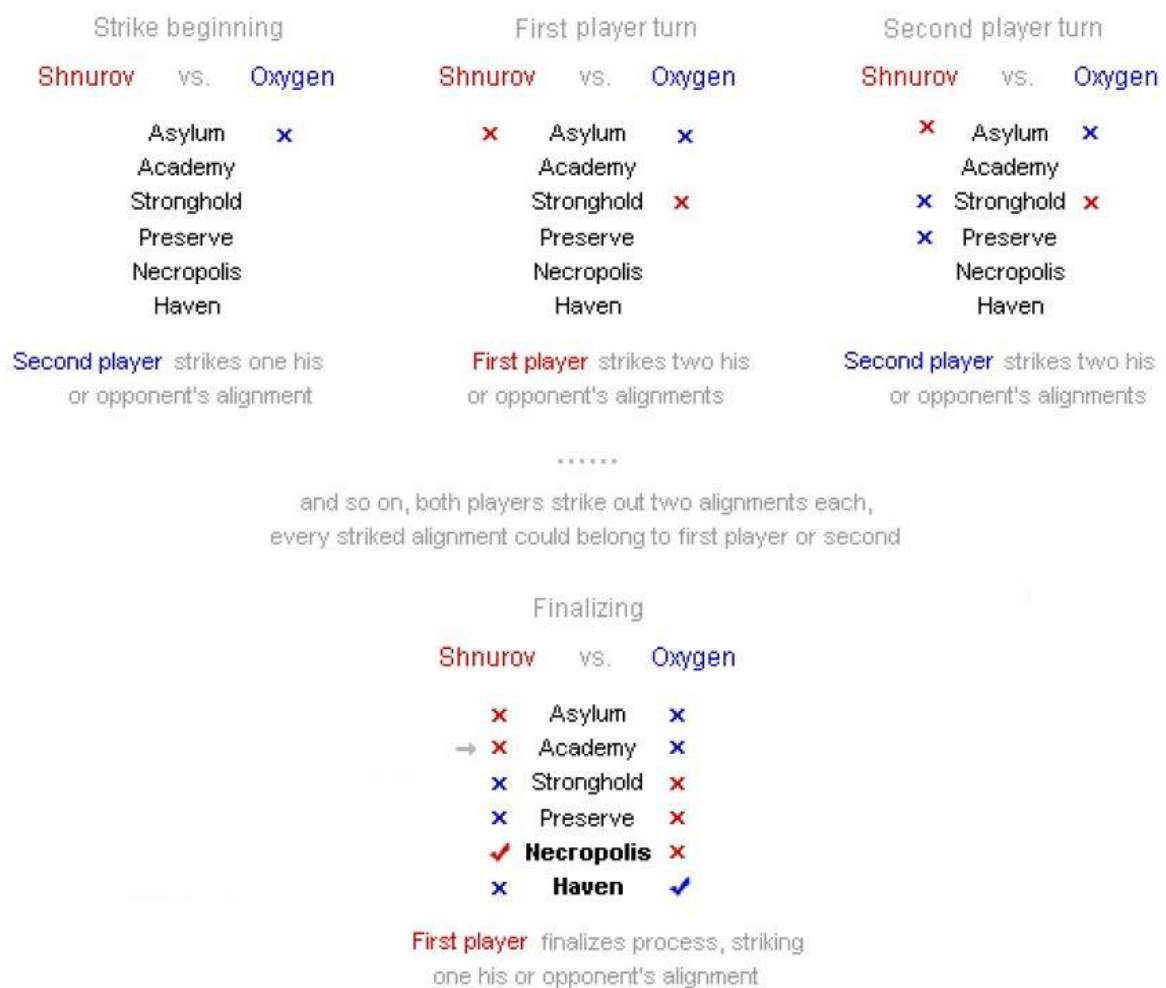 Strike beginning
Shnurov vs. Oxygen
Asylum
Academy
Stronghold
Preserve
Necropolis
Haven
Second player strikes one his
or opponent's alignment
First player turn
Shnurov vs. Oxygen
Asylum
Academy
Stronghold
Preserve
Necropolis
Haven
First player strikes two his
or opponent's alignments
Second player turn
Shnurov vs. Oxygen
Asylum
Academy
Stronghold
Preserve
Necropolis
Haven
Second player strikes two his
or opponent's alignments
......
and so on, both players strike out two alignments each,
every striked alignment could belong to first player or second
Finalizing
Shnurov vs. Oxygen
Asylum
Academy
Stronghold
Preserve
Necropolis
Haven
First player finalizes process, striking
one his or opponent's alignment